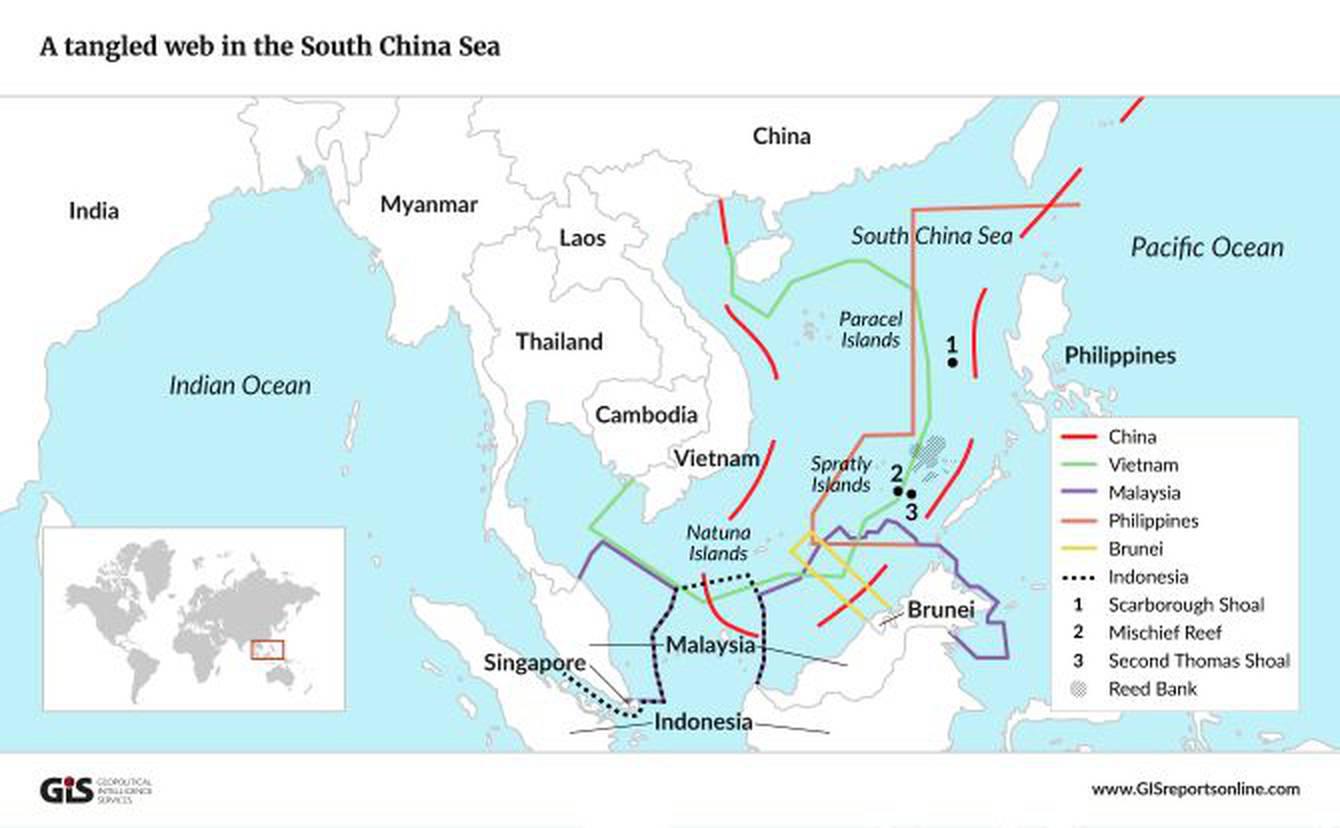 A tangled web in the South China Sea
China
India
Myanmar
Laos
South China Sea
Pacific Ocean
Paracel
Islands
1
Thailand
Philippines
Indian Ocean
Cambodia
Vietnam
Spratly
Islands
2
3
Natuna
Islands
Brunei
Malaysia
Singapore
Indonesia
China
Vietnam
Malaysia
Philippines
Brunei
Indonesia
1 Scarborough Shoal
2 Mischief Reef
3 Second Thomas Shoal
Reed Bank
GIS
GEOPOLITICAL
INTELLIGENCE
SERVICES
www.GISreportsonline.com